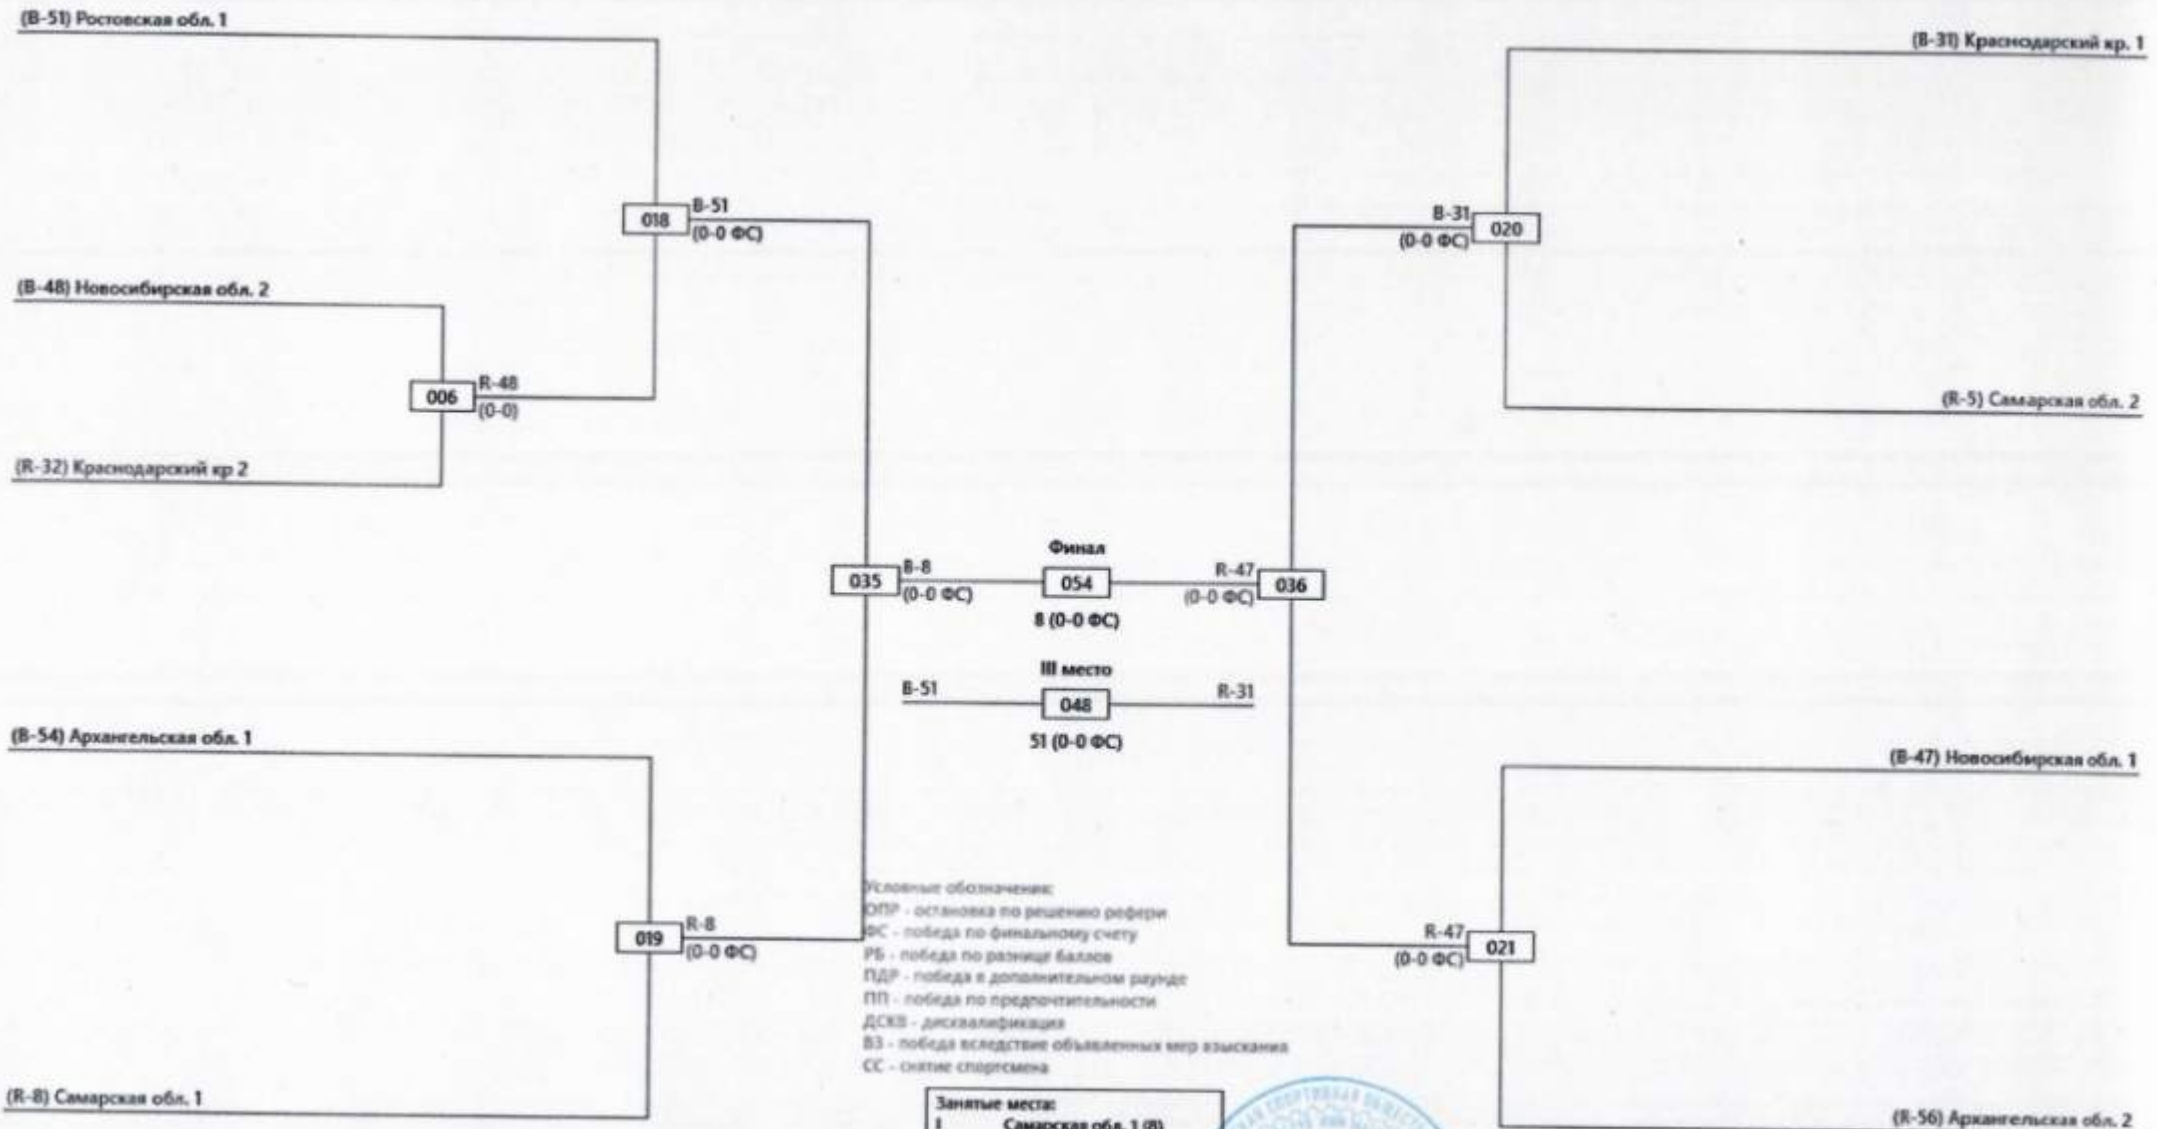 (B-51) Ростовская обл. 1
(B-31) Краснодарский кр. 1
018
B-51
(0-0 ФС)
B-31
(0-0 ФС)
020
(B-48) Новосибирская обл. 2
006
R-48
(0-0)
(R-5) Самарская обл. 2
(R-32) Краснодарский кр 2
Финал
035
B-8
(0-0 ФС)
054
R-47
(0-0 ФС)
036
8 (0-0 ФС)
III место
B-51
048
R-31
51 (0-0 ФС)
(B-54) Архангельская обл. 1
(B-47) Новосибирская обл. 1
Условные обозначения:
ОПР - остановка по решению рефери
ФС - победа по финальному счету
РБ - победа по разнице баллов
ПДР - победа в дополнительном раунде
ПП - победа по предпочтительности
ДСКВ - дисквалификация
ВЗ - победа вследствие объявленных мер взыскания
СС - снятие спортсмена
019
R-8
(0-0 ФС)
R-47
(0-0 ФС)
021
(R-8) Самарская обл. 1
Занятые места:
I Самарская обл. 1 (8)
(R-56) Архангельская обл. 2